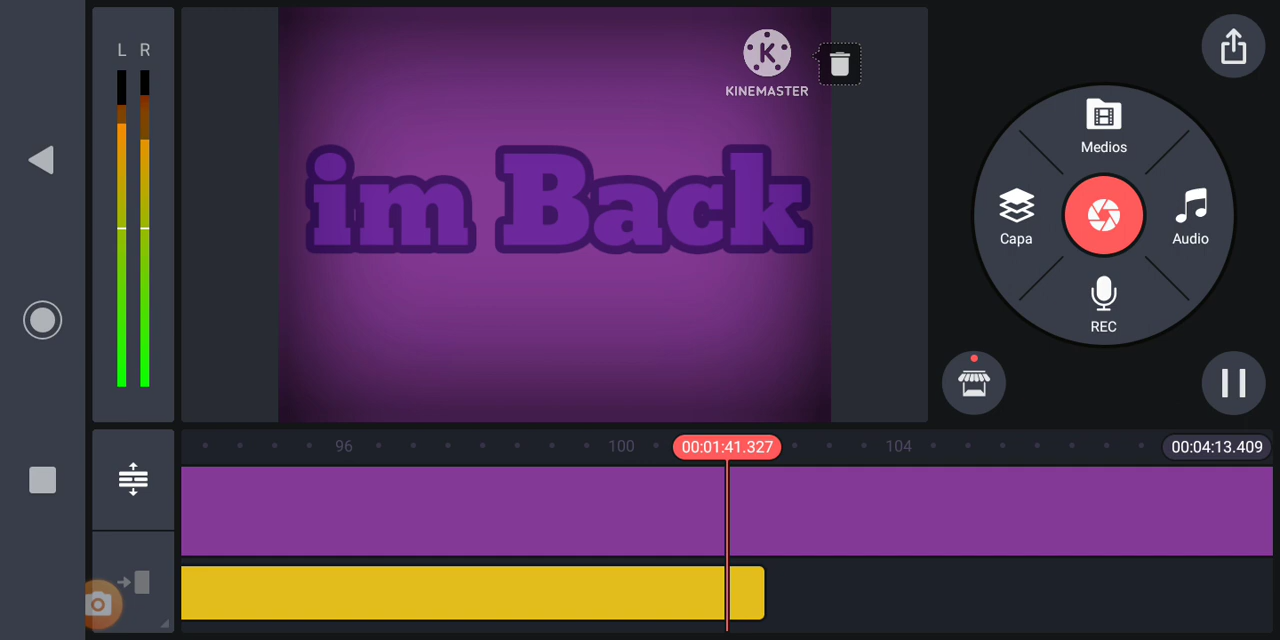 L R
KINEMASTER
im Back
Medios
Capa
Audio
REC
96
100
00:01:41.327
104
00:04:13.409